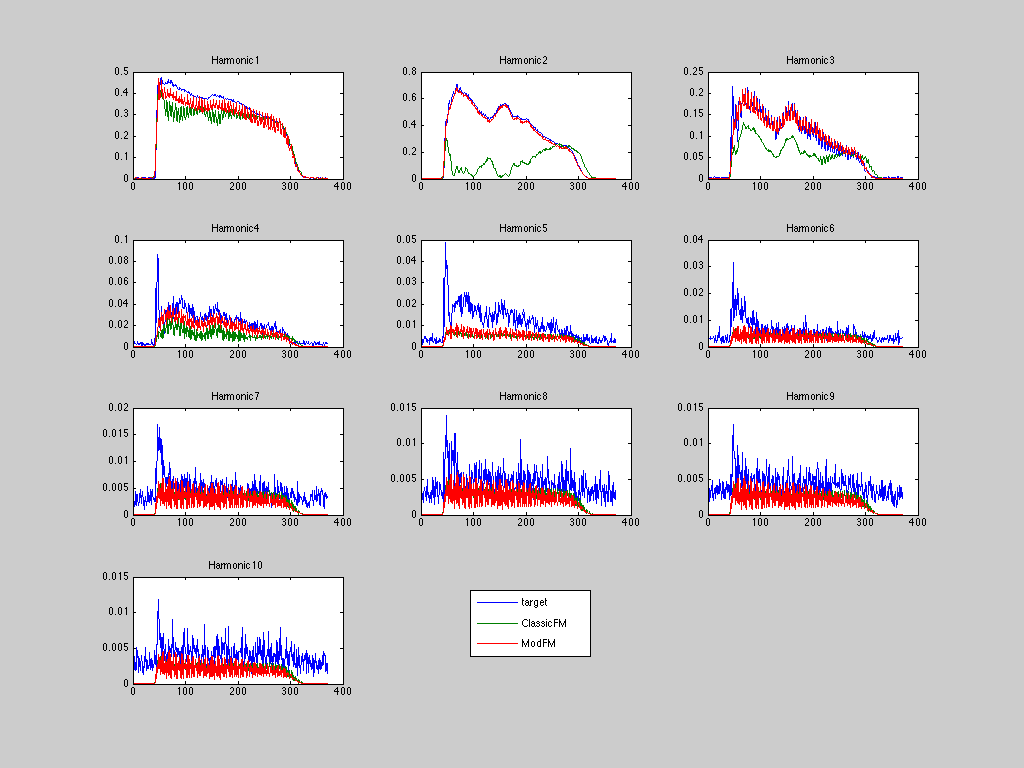 Harmonic1 Harmonic2 Harmonic3
0.5 0.8 0.25
0.4 0.2
0.6
0.3 0.15
0.4
0.2 0.1
0.2
0.1 0.05
0 0 0
0 100 200 300 400 0 100 200 300 400 0 100 200 300 400
Harmonic4 Harmonic5 Harmonic6
0.1 0.05 0.04
0.08 0.04
0.03
0.06 0.03
0.02
0.04 0.02
0.01
0.02 0.01
0 0 0
0 100 200 300 400 0 100 200 300 400 0 100 200 300 400
Harmonic7 Harmonic8 Harmonic9
0.02 0.015 0.015
0.015
0.01 0.01
0.01
0.005 0.005
0.005
0 0 0
0 100 200 300 400 0 100 200 300 400 0 100 200 300 400
Harmonic10
0.015
0.01
0.005
0
0 100 200 300 400
target
ClassicFM
ModFM